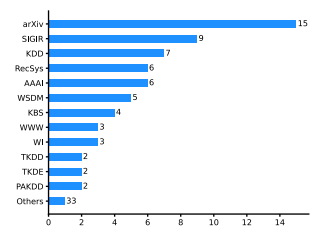 arXiv 15
SIGIR 9
KDD 7
RecSys 6
AAAI 6
WSDM 5
KBS 4
WWW 3
WI 3
TKDD 2
TKDE 2
PAKDD 2
Others 33
0 2 4 6 8 10 12 14